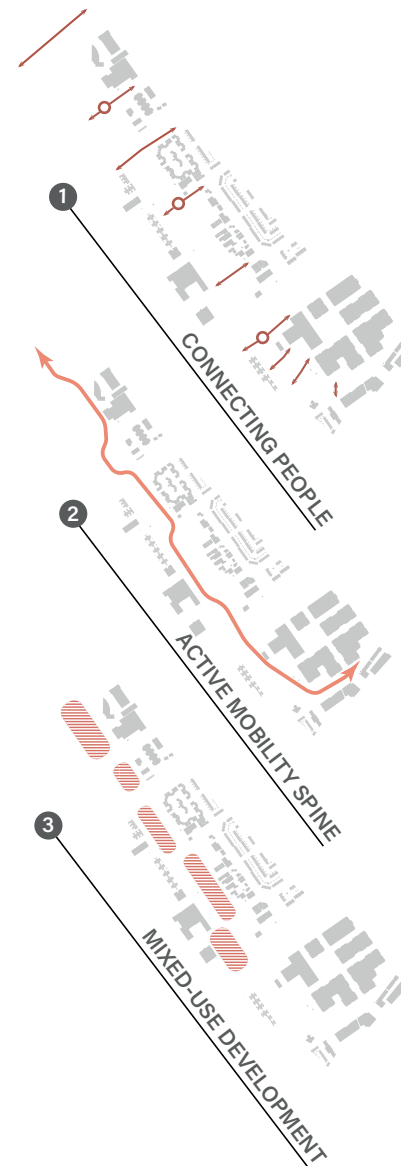 1
CONNECTING PEOPLE
2
ACTIVE MOBILITY SPINE
3
MIXED-USE DEVELOPMENT